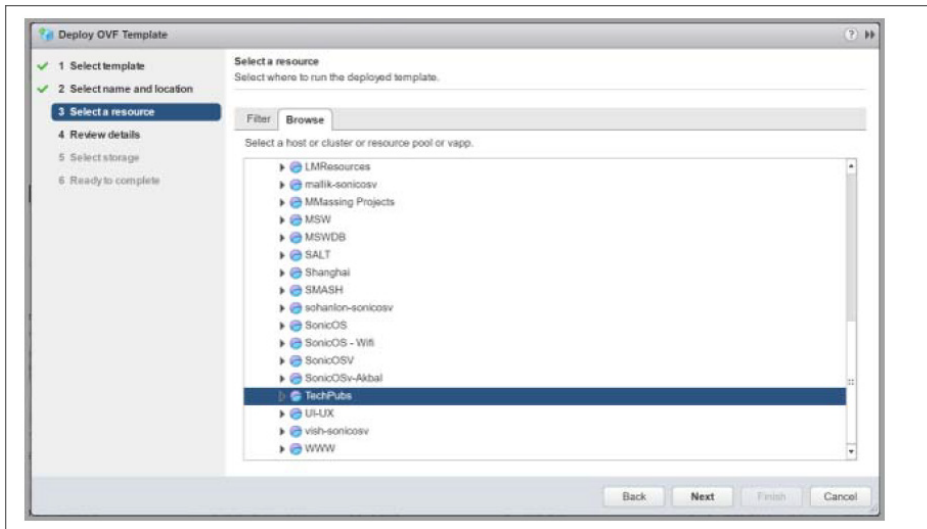 Deploy OVF Template
1 Select template
2 Select name and location
3 Select a resource
4 Review details
5 Select storage
6 Ready to complete
Select a resource
Select where to run the deployed template.
Filter Browse
Select a host or cluster or resource pool or vapp.
LMResources
mallik-sonicosv
MMassing Projects
MSW
MSWDB
SALT
Shanghai
SMASH
sohanlon-sonicosv
SonicOS
SonicOS - Wifi
SonicOSV
SonicOSv-Akbal
TechPubs
UI-UX
vish-sonicosv
WWW
Back Next Finish Cancel